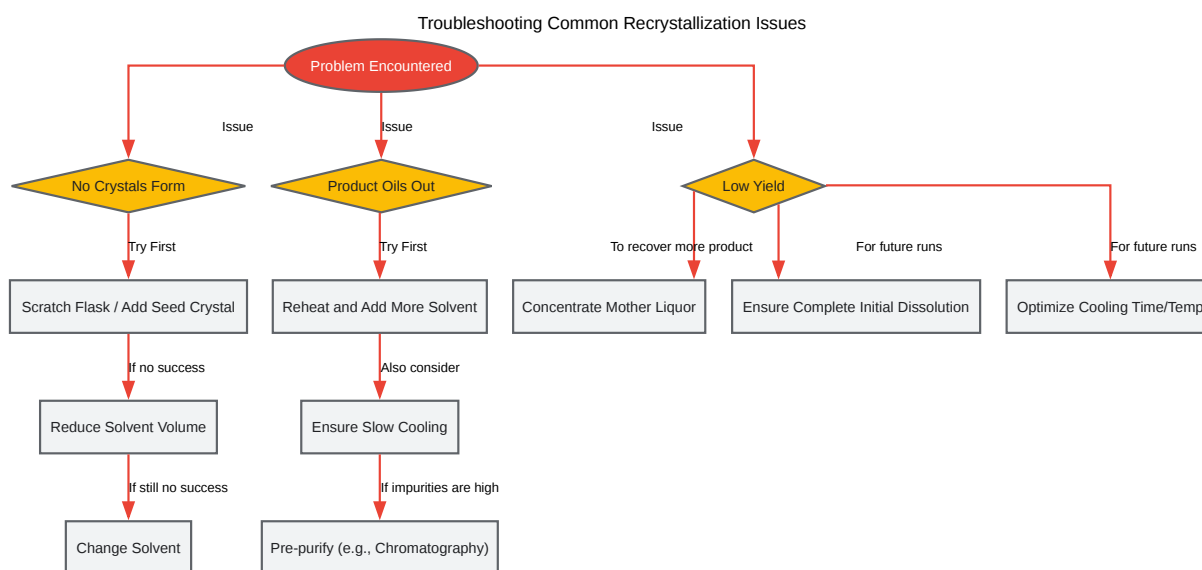 Troubleshooting Common Recrystallization Issues
Problem Encountered
Issue
Issue
Issue
No Crystals Form
Product Oils Out
Low Yield
Try First
Try First
To recover more product
For future runs
For future runs
Scratch Flask / Add Seed Crystal
Reheat and Add More Solvent
Concentrate Mother Liquor
Ensure Complete Initial Dissolution
Optimize Cooling Time/Temp
If no success
Also consider
Reduce Solvent Volume
Ensure Slow Cooling
If still no success
If impurities are high
Change Solvent
Pre-purify (e.g., Chromatography)